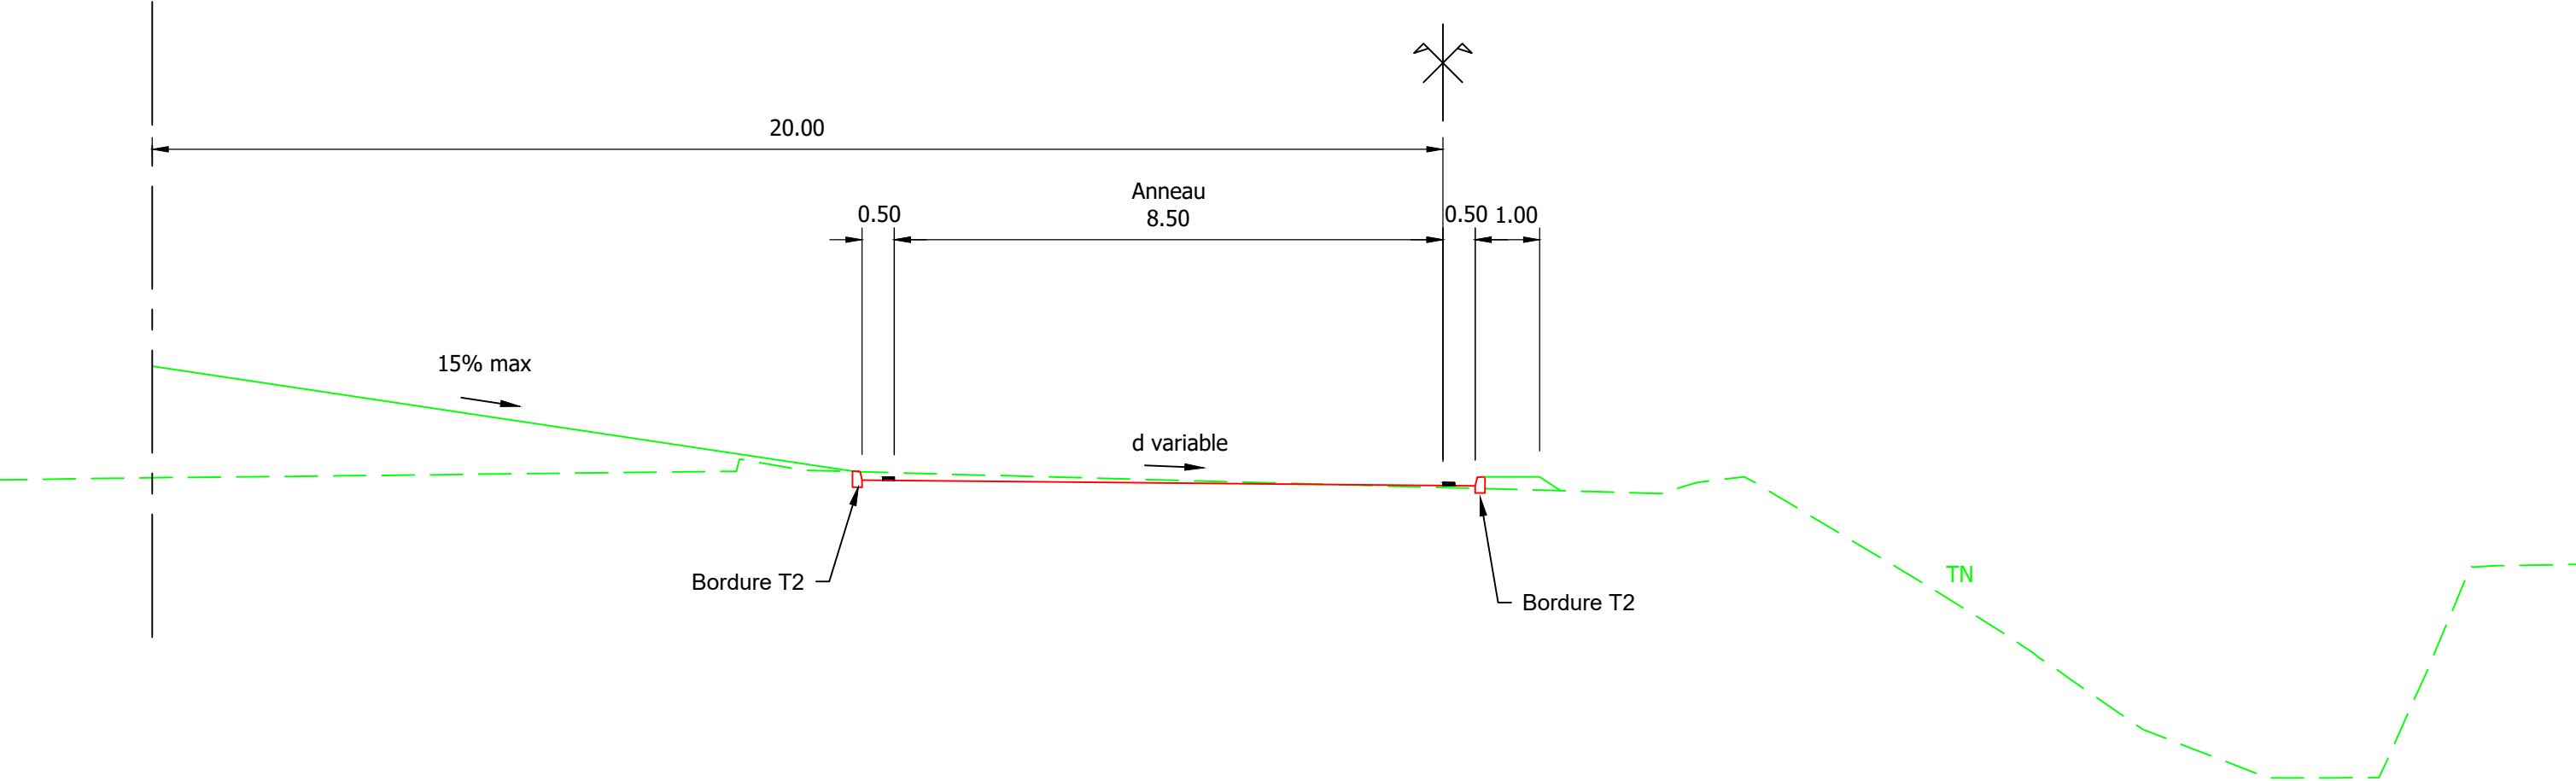 20.00
Anneau
0.50
8.50
0.50
1.00
15% max
d variable
TN
Bordure T2
Bordure T2